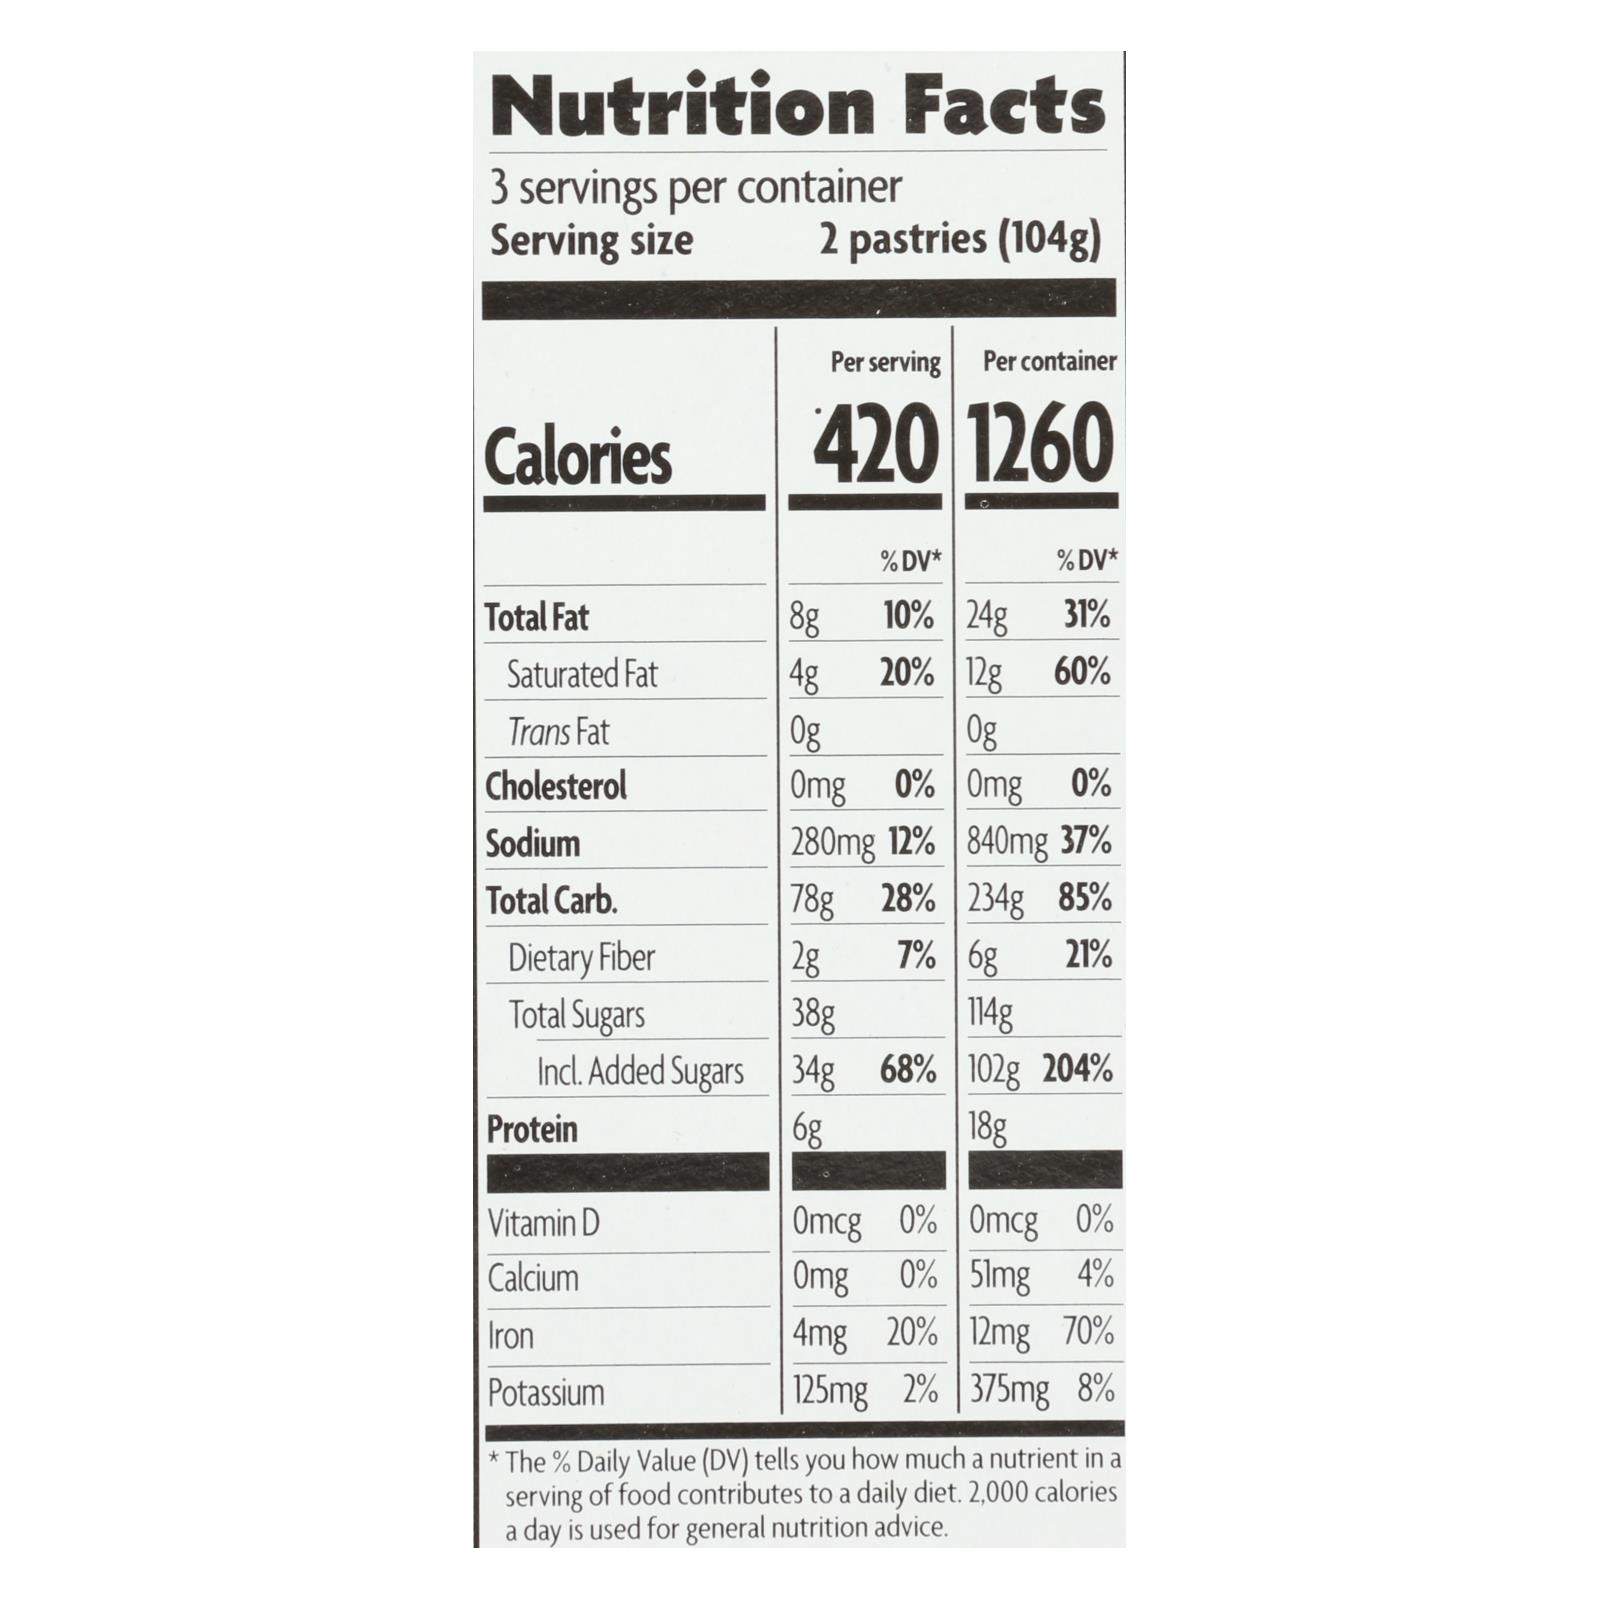 Nutrition Facts
3 servings per container
Serving size 2 pastries (104g)
Per serving Per container
Calories 420 1260
% DV* % DV*
Total Fat 8g 10% 24g 31%
Saturated Fat 4g 20% 12g 60%
Trans Fat 0g 0g
Cholesterol 0mg 0% 0mg 0%
Sodium 280mg 12% 840mg 37%
Total Carb. 78g 28% 234g 85%
Dietary Fiber 2g 7% 6g 21%
Total Sugars 38g 114g
Incl. Added Sugars 34g 68% 102g 204%
Protein 6g 18g
Vitamin D 0mcg 0% 0mcg 0%
Calcium 0mg 0% 51mg 4%
Iron 4mg 20% 12mg 70%
Potassium 125mg 2% 375mg 8%
* The % Daily Value (DV) tells you how much a nutrient in a
serving of food contributes to a daily diet. 2,000 calories
a day is used for general nutrition advice.